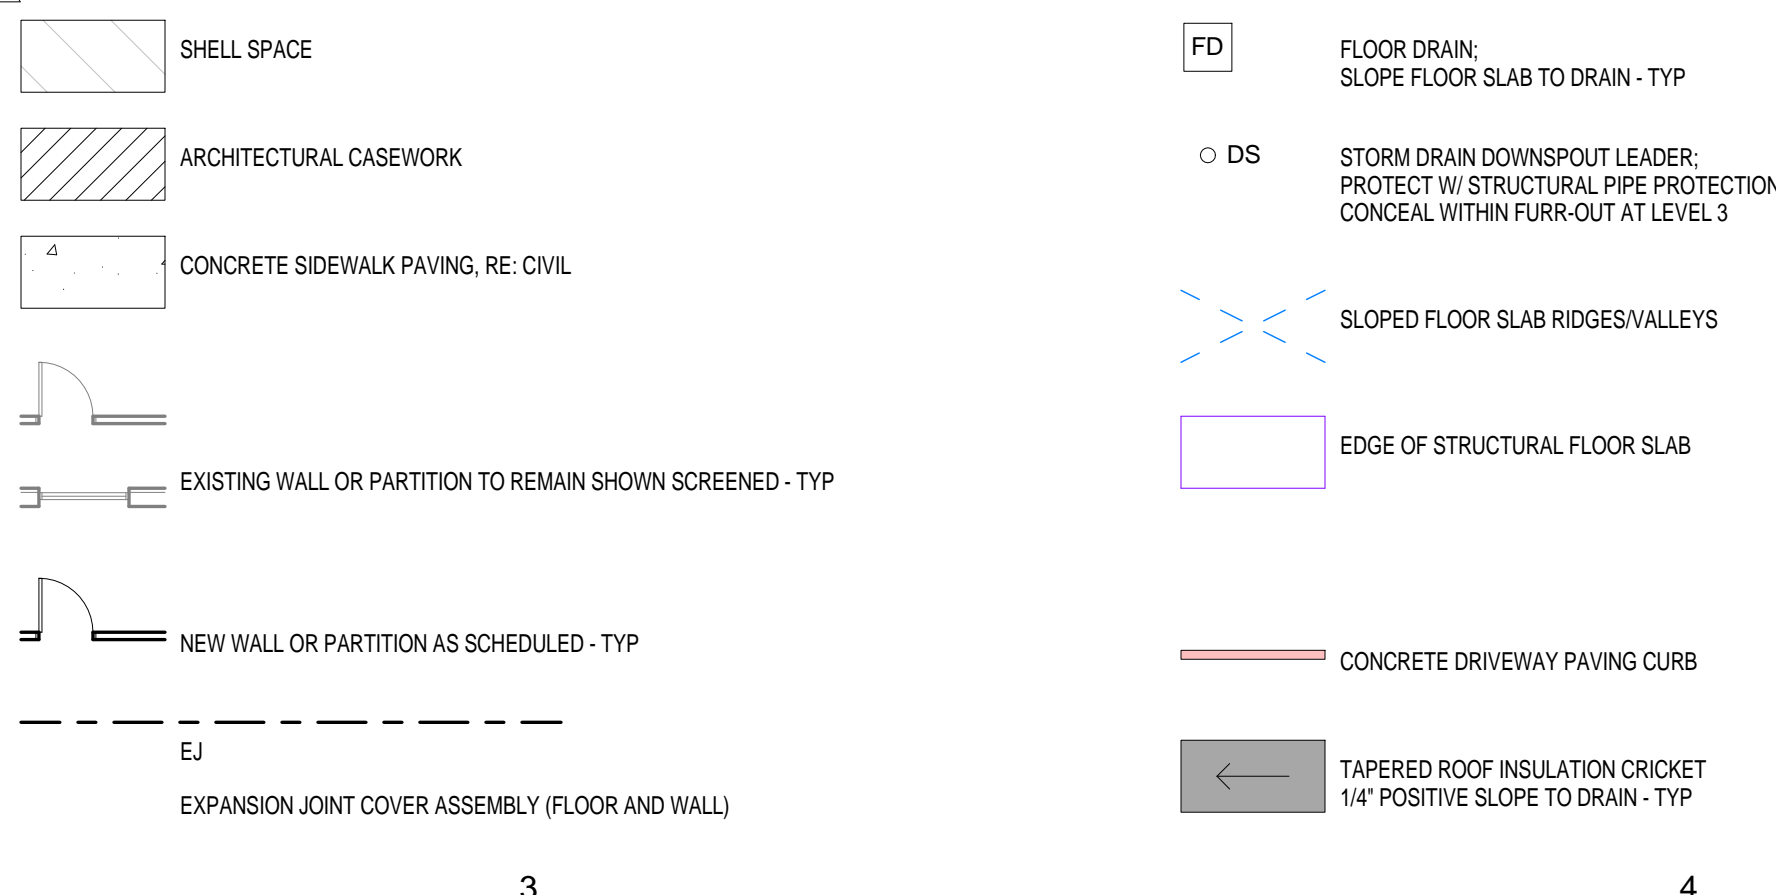 SHELL SPACE
ARCHITECTURAL CASEWORK
CONCRETE SIDEWALK PAVING, RE: CIVIL
EXISTING WALL OR PARTITION TO REMAIN SHOWN SCREENED - TYP
NEW WALL OR PARTITION AS SCHEDULED - TYP
EJ
EXPANSION JOINT COVER ASSEMBLY (FLOOR AND WALL)
3
FD
FLOOR DRAIN;
SLOPE FLOOR SLAB TO DRAIN - TYP
DS
STORM DRAIN DOWNSPOUT LEADER;
PROTECT W/ STRUCTURAL PIPE PROTECTION
CONCEAL WITHIN FURR-OUT AT LEVEL 3
SLOPED FLOOR SLAB RIDGES/VALLEYS
EDGE OF STRUCTURAL FLOOR SLAB
CONCRETE DRIVEWAY PAVING CURB
TAPERED ROOF INSULATION CRICKET
1/4" POSITIVE SLOPE TO DRAIN - TYP
4